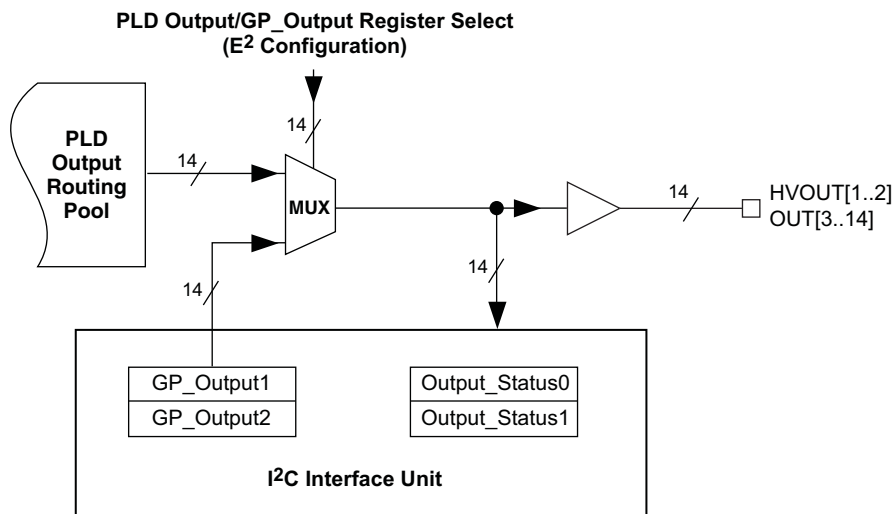 PLD Output/GP_Output Register Select
(E² Configuration)
14
PLD
Output
Routing
Pool
14
MUX
14
HVOUT[1..2]
OUT[3..14]
14
14
GP_Output1
GP_Output2
Output_Status0
Output_Status1
I²C Interface Unit